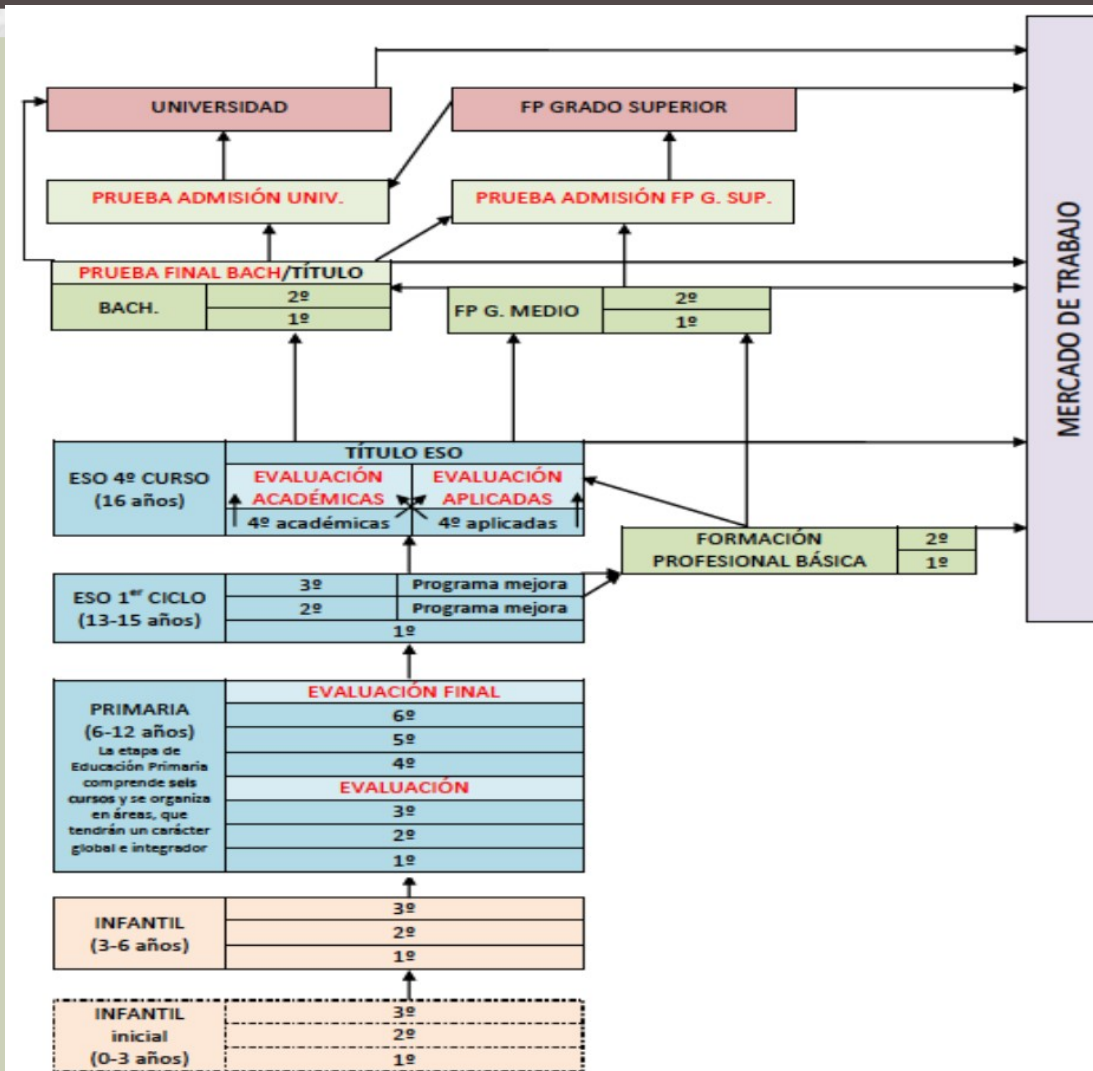 UNIVERSIDAD
FP GRADO SUPERIOR
PRUEBA ADMISIÓN UNIV.
PRUEBA ADMISIÓN FP G. SUP.
PRUEBA FINAL BACH/TÍTULO
BACH.
2º
1º
FP G. MEDIO
2º
1º
MERCADO DE TRABAJO
ESO 4º CURSO
(16 años)
TÍTULO ESO
EVALUACIÓN
ACADÉMICAS
EVALUACIÓN
APLICADAS
4º académicas
4º aplicadas
FORMACIÓN
PROFESIONAL BÁSICA
2º
1º
ESO 1er CICLO
(13-15 años)
3º
Programa mejora
2º
Programa mejora
1º
PRIMARIA
(6-12 años)
La etapa de
Educación Primaria
comprende seis
cursos y se organiza
en áreas, que
tendrán un carácter
global e integrador
EVALUACIÓN FINAL
6º
5º
4º
EVALUACIÓN
3º
2º
1º
INFANTIL
(3-6 años)
3º
2º
1º
INFANTIL
inicial
(0-3 años)
3º
2º
1º